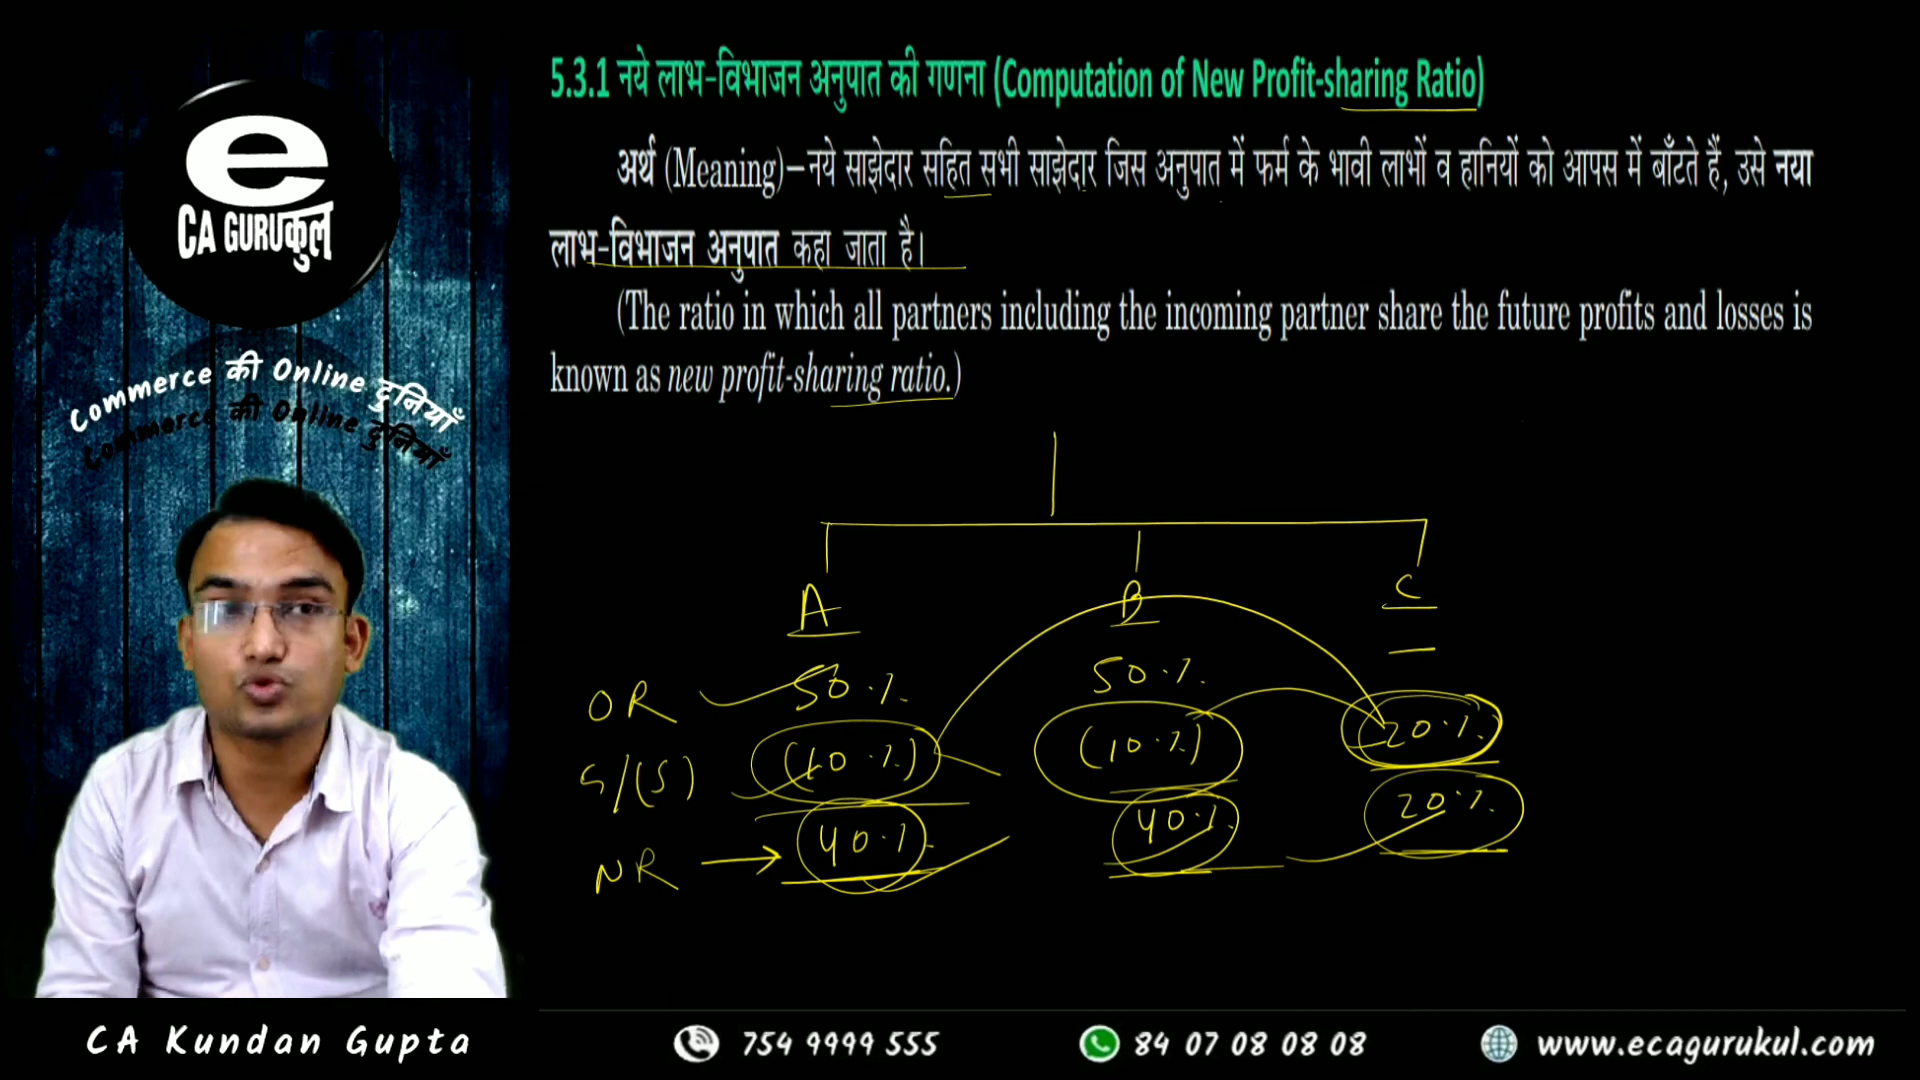 e
CA GURUकुल
Commerce की Online दुनियाँ
Commerce की Online दुनियाँ
5.3.1 नये लाभ-विभाजन अनुपात की गणना (Computation of New Profit-sharing Ratio)
अर्थ (Meaning)–नये साझेदार सहित सभी साझेदार जिस अनुपात में फर्म के भावी लाभों व हानियों को आपस में बाँटते हैं, उसे नया
लाभ-विभाजन अनुपात कहा जाता है।
(The ratio in which all partners including the incoming partner share the future profits and losses is
known as new profit-sharing ratio.)
A B C
OR 50% 50% —
S/(S) (10%) (10%) 20%
NR → 40% 40% 20%
CA Kundan Gupta 754 9999 555 84 07 08 08 08 www.ecagurukul.com